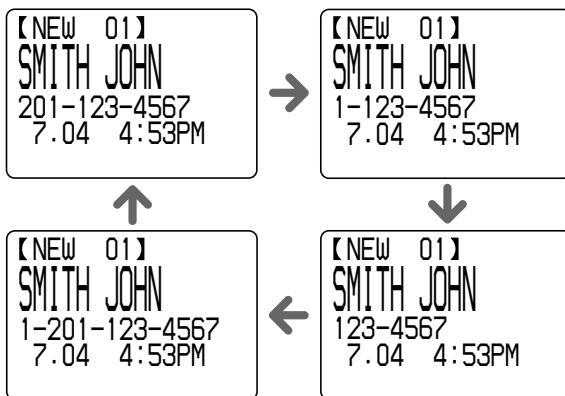 【NEW 01】
SMITH JOHN
201-123-4567
7.04 4:53PM
【NEW 01】
SMITH JOHN
1-123-4567
7.04 4:53PM
【NEW 01】
SMITH JOHN
1-201-123-4567
7.04 4:53PM
【NEW 01】
SMITH JOHN
123-4567
7.04 4:53PM